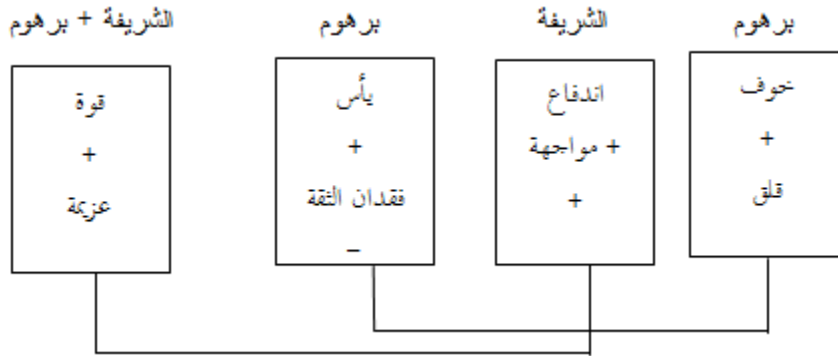 برهوم
خوف
+
قلق
الشريفة
اندفاع
+ مواجهة
+
برهوم
يأس
+
فقدان الثقة
–
الشريفة + برهوم
قوة
+
عزيمة